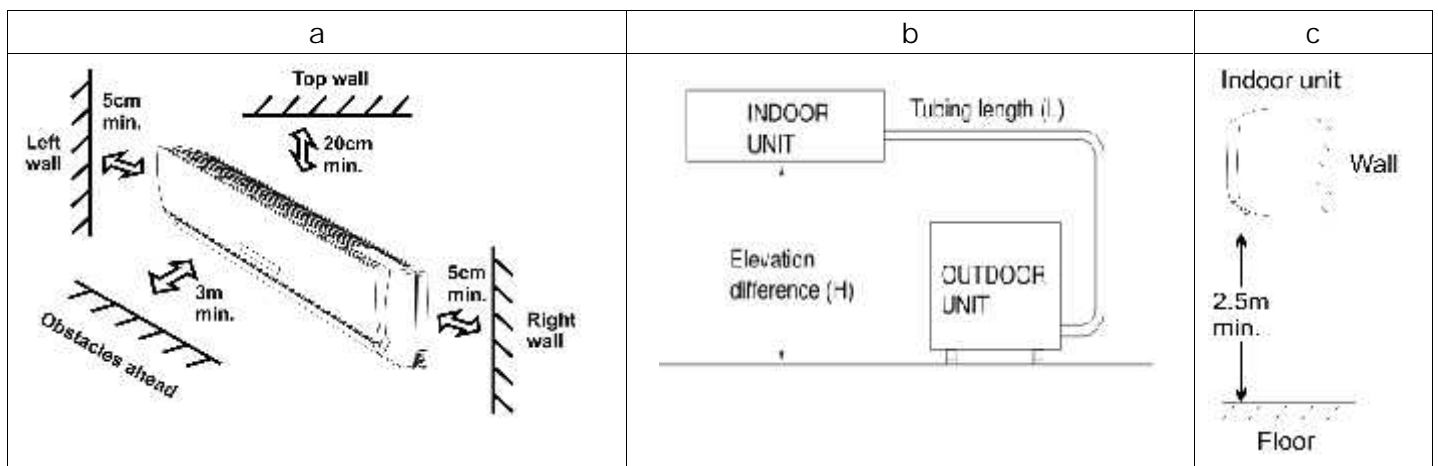 a
b
c
Top wall
5cm
min.
20cm
min.
Left
wall
3m
min.
Obstacles ahead
5cm
min.
Right
wall
INDOOR
UNIT
Tubing length (L)
Elevation
difference (H)
OUTDOOR
UNIT
Indoor unit
Wall
2.5m
min.
Floor